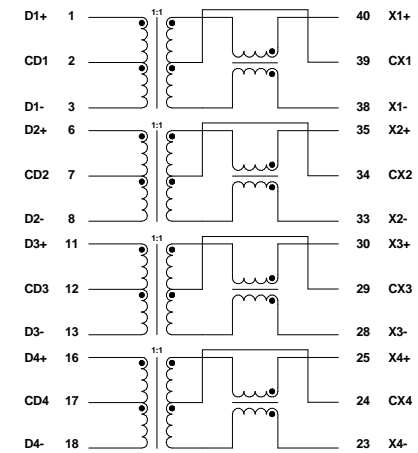 D1+ 1 1:1 40 X1+
CD1 2 39 CX1
D1- 3 38 X1-
D2+ 6 1:1 35 X2+
CD2 7 34 CX2
D2- 8 33 X2-
D3+ 11 1:1 30 X3+
CD3 12 29 CX3
D3- 13 28 X3-
D4+ 16 1:1 25 X4+
CD4 17 24 CX4
D4- 18 23 X4-